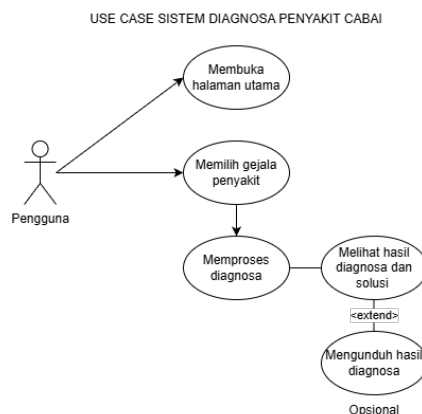 USE CASE SISTEM DIAGNOSA PENYAKIT CABAI
Membuka
halaman utama
Memilih gejala
penyakit
Pengguna
Memproses
diagnosa
Melihat hasil
diagnosa dan
solusi
<extend>
Mengunduh hasil
diagnosa
Opsional